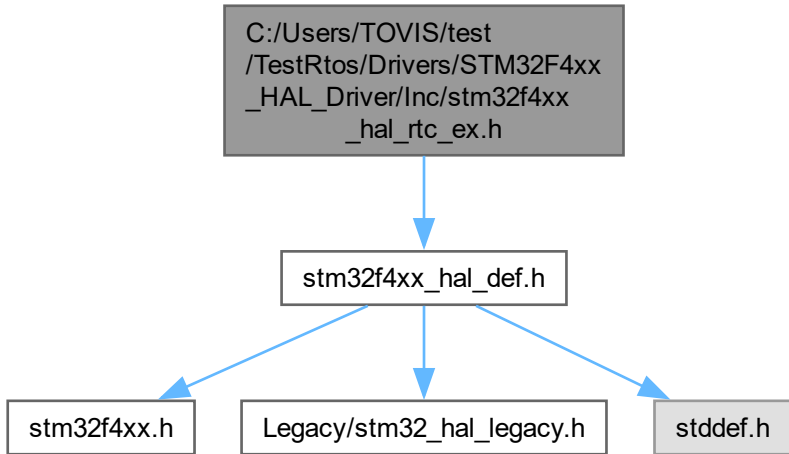 C:/Users/TOVIS/test
/TestRtos/Drivers/STM32F4xx
_HAL_Driver/Inc/stm32f4xx
_hal_rtc_ex.h
stm32f4xx_hal_def.h
stm32f4xx.h
Legacy/stm32_hal_legacy.h
stddef.h